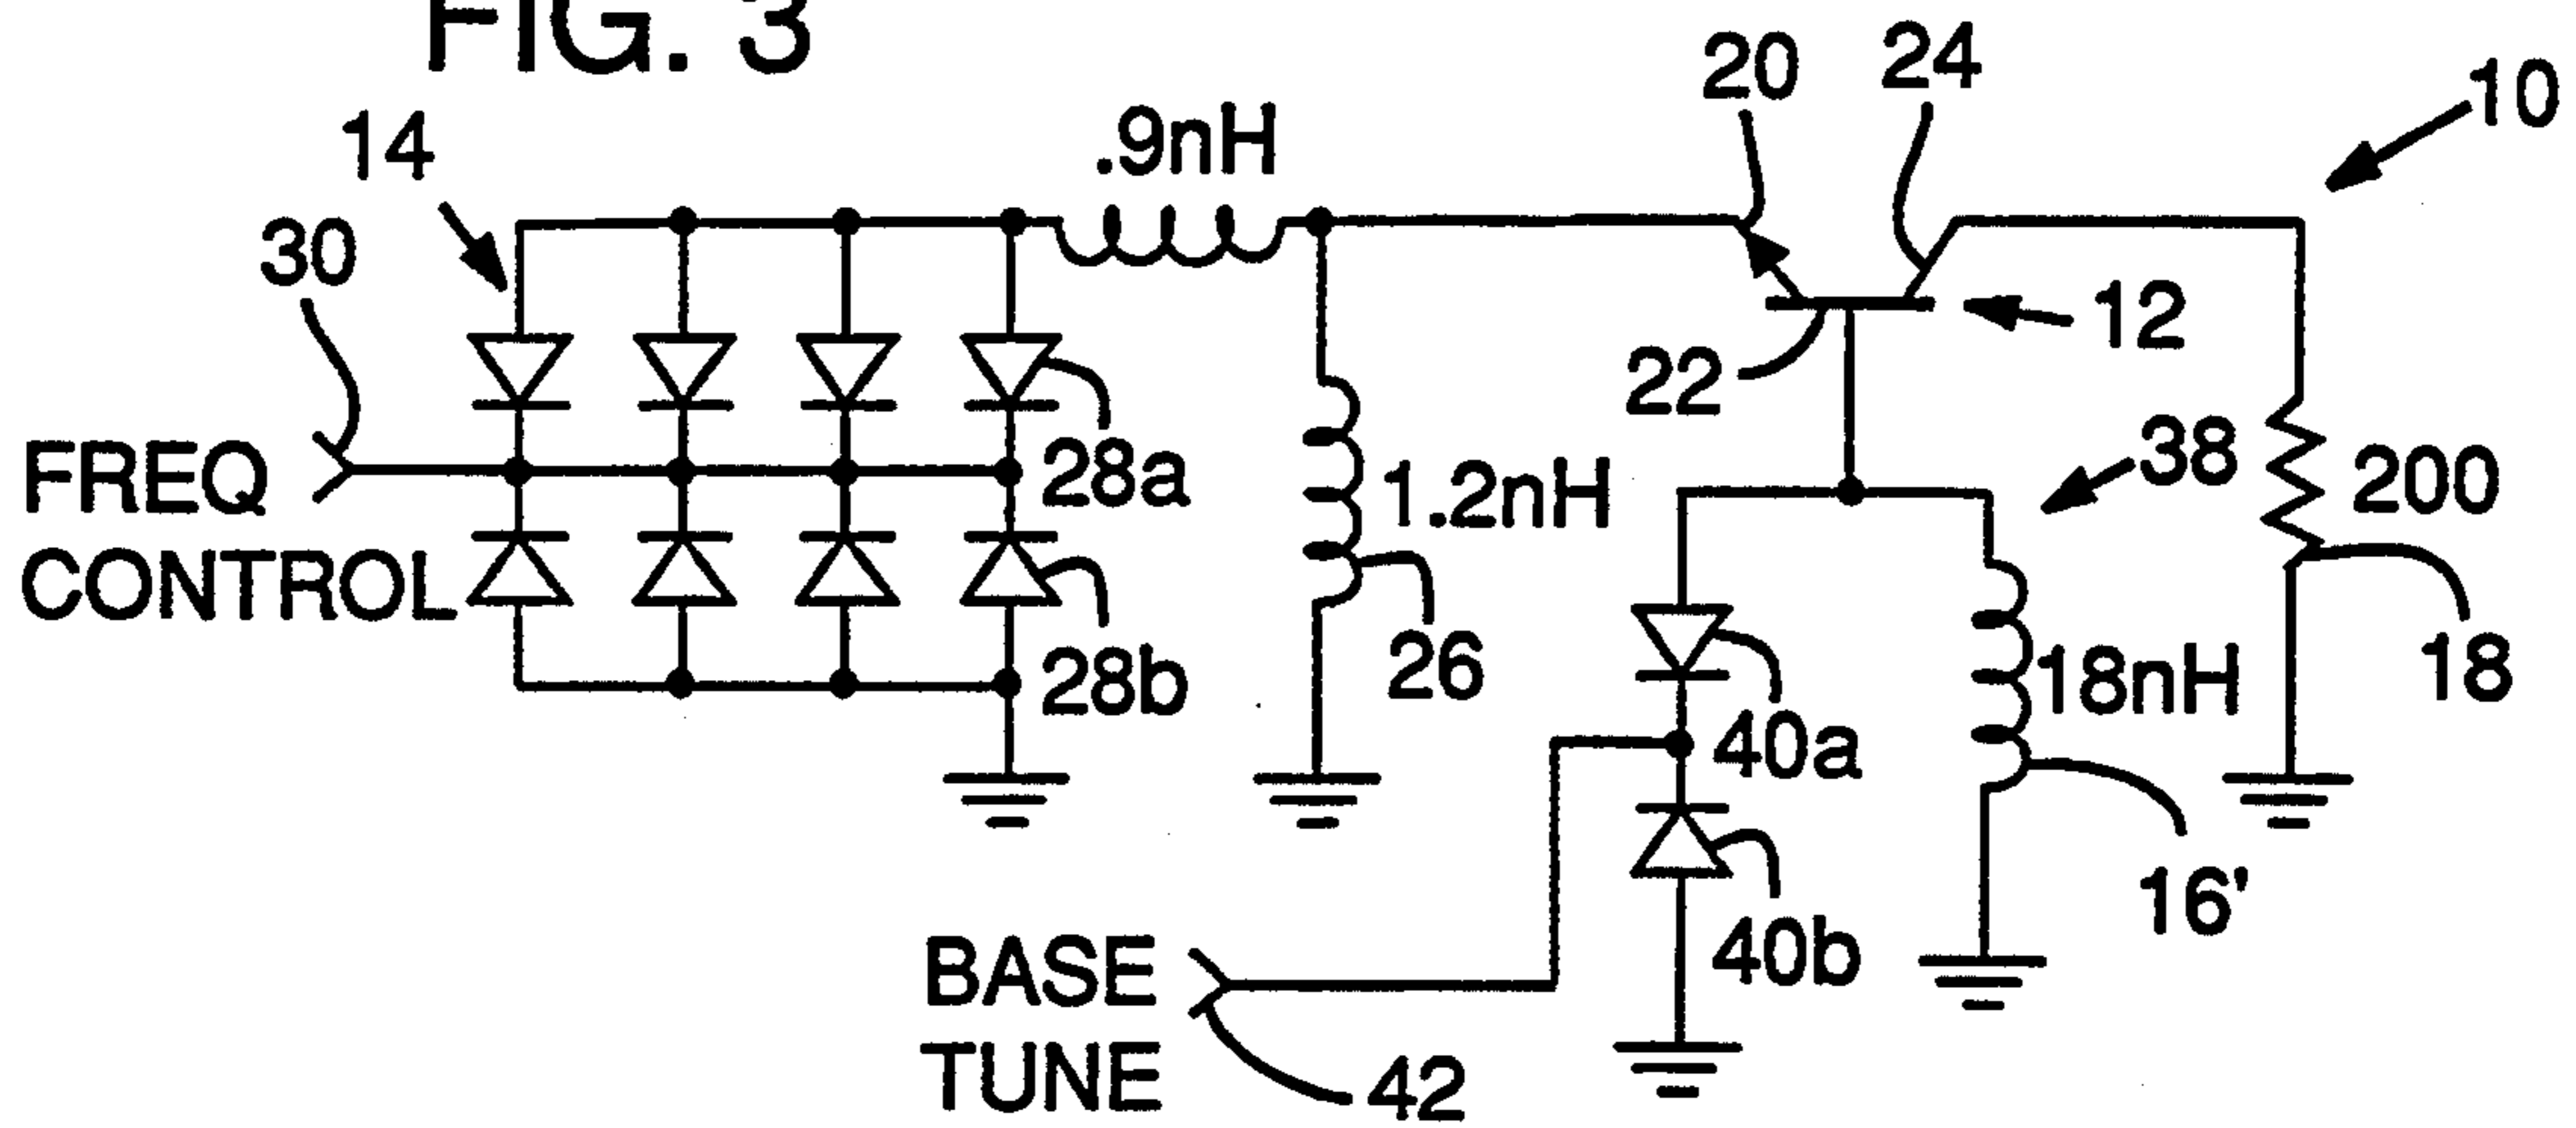 FIG. 3
20
24
10
14
.9nH
30
12
22
38
FREQ
CONTROL
28a
1.2nH
200
28b
26
40a
18nH
18
16'
40b
BASE
TUNE
42